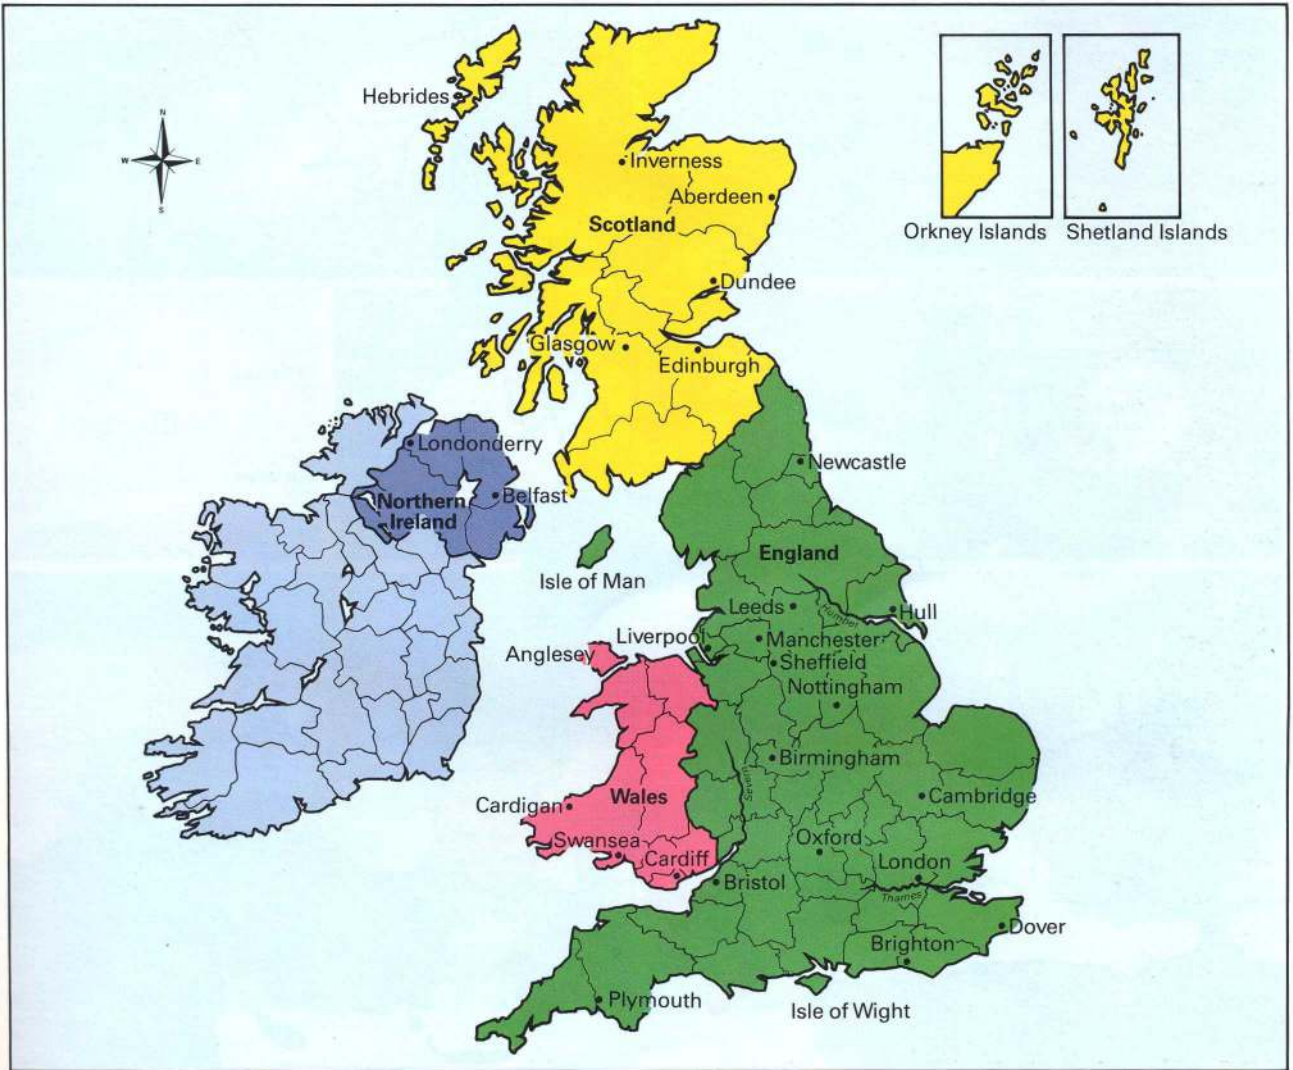 Hebrides
N
W E
S
Inverness
Aberdeen
Scotland
Orkney Islands
Shetland Islands
Dundee
Glasgow
Edinburgh
Londonderry
Newcastle
Northern
Ireland
Belfast
England
Isle of Man
Leeds
Humber
Hull
Liverpool
Manchester
Anglesey
Sheffield
Nottingham
Birmingham
Severn
Cardigan
Wales
Cambridge
Swansea
Oxford
Cardiff
London
Bristol
Thames
Dover
Brighton
Plymouth
Isle of Wight